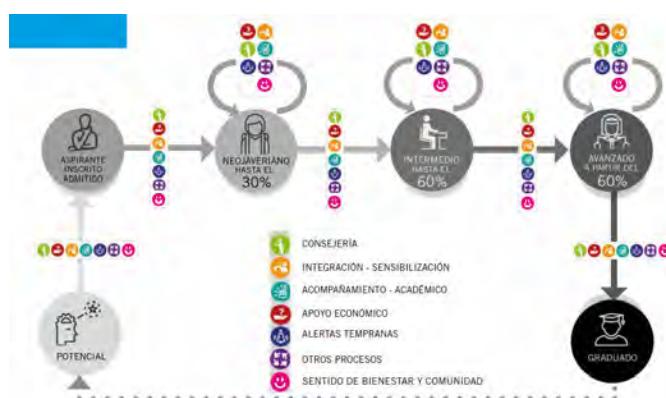 ASPIRANTE
INSCRITO
ADMITIDO
NEOJAVERIANO
HASTA EL
30%
INTERMEDIO
HASTA EL
60%
AVANZADO
A PARTIR DEL
60%
CONSEJERÍA
INTEGRACIÓN - SENSIBILIZACIÓN
ACOMPAÑAMIENTO - ACADÉMICO
APOYO ECONÓMICO
ALERTAS TEMPRANAS
OTROS PROCESOS
SENTIDO DE BIENESTAR Y COMUNIDAD
POTENCIAL
GRADUADO